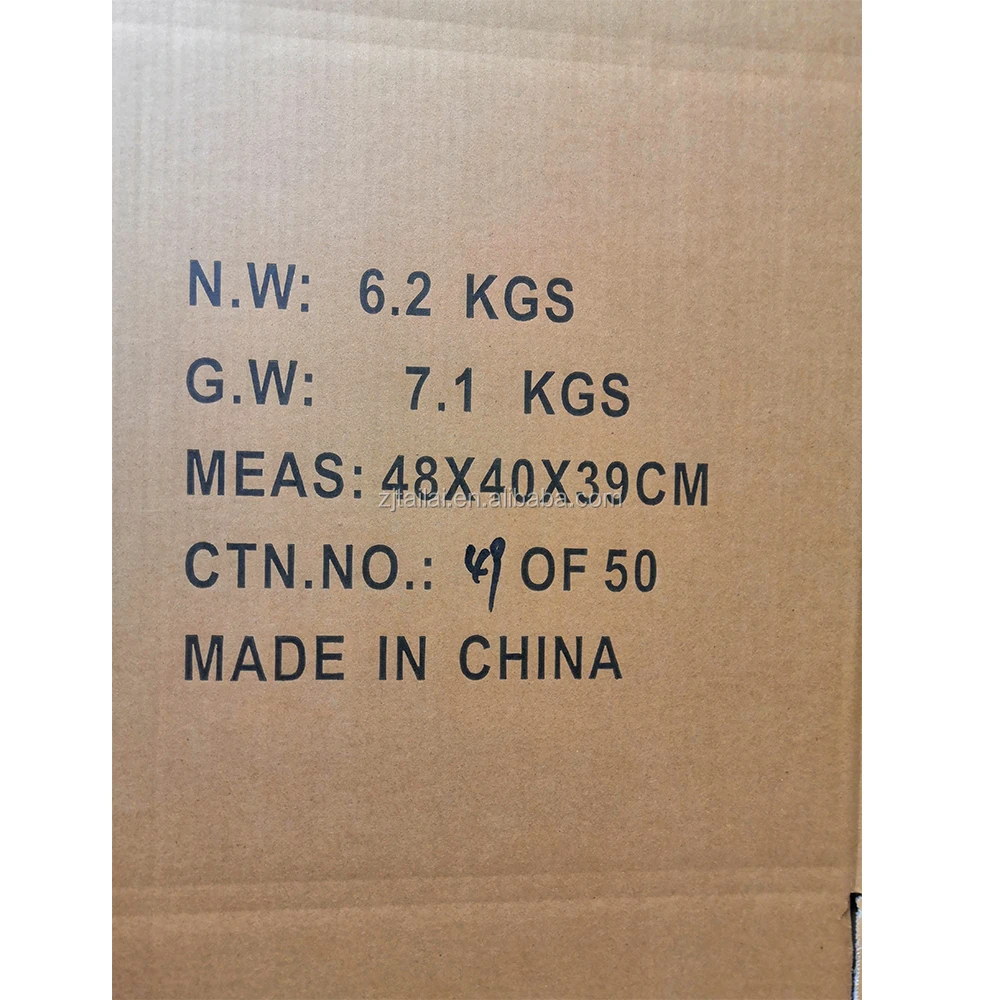 N.W: 6.2 KGS
G.W: 7.1 KGS
MEAS: 48X40X39CM
zjtailai.en.alibaba.com
CTN.NO.: 49 OF 50
MADE IN CHINA